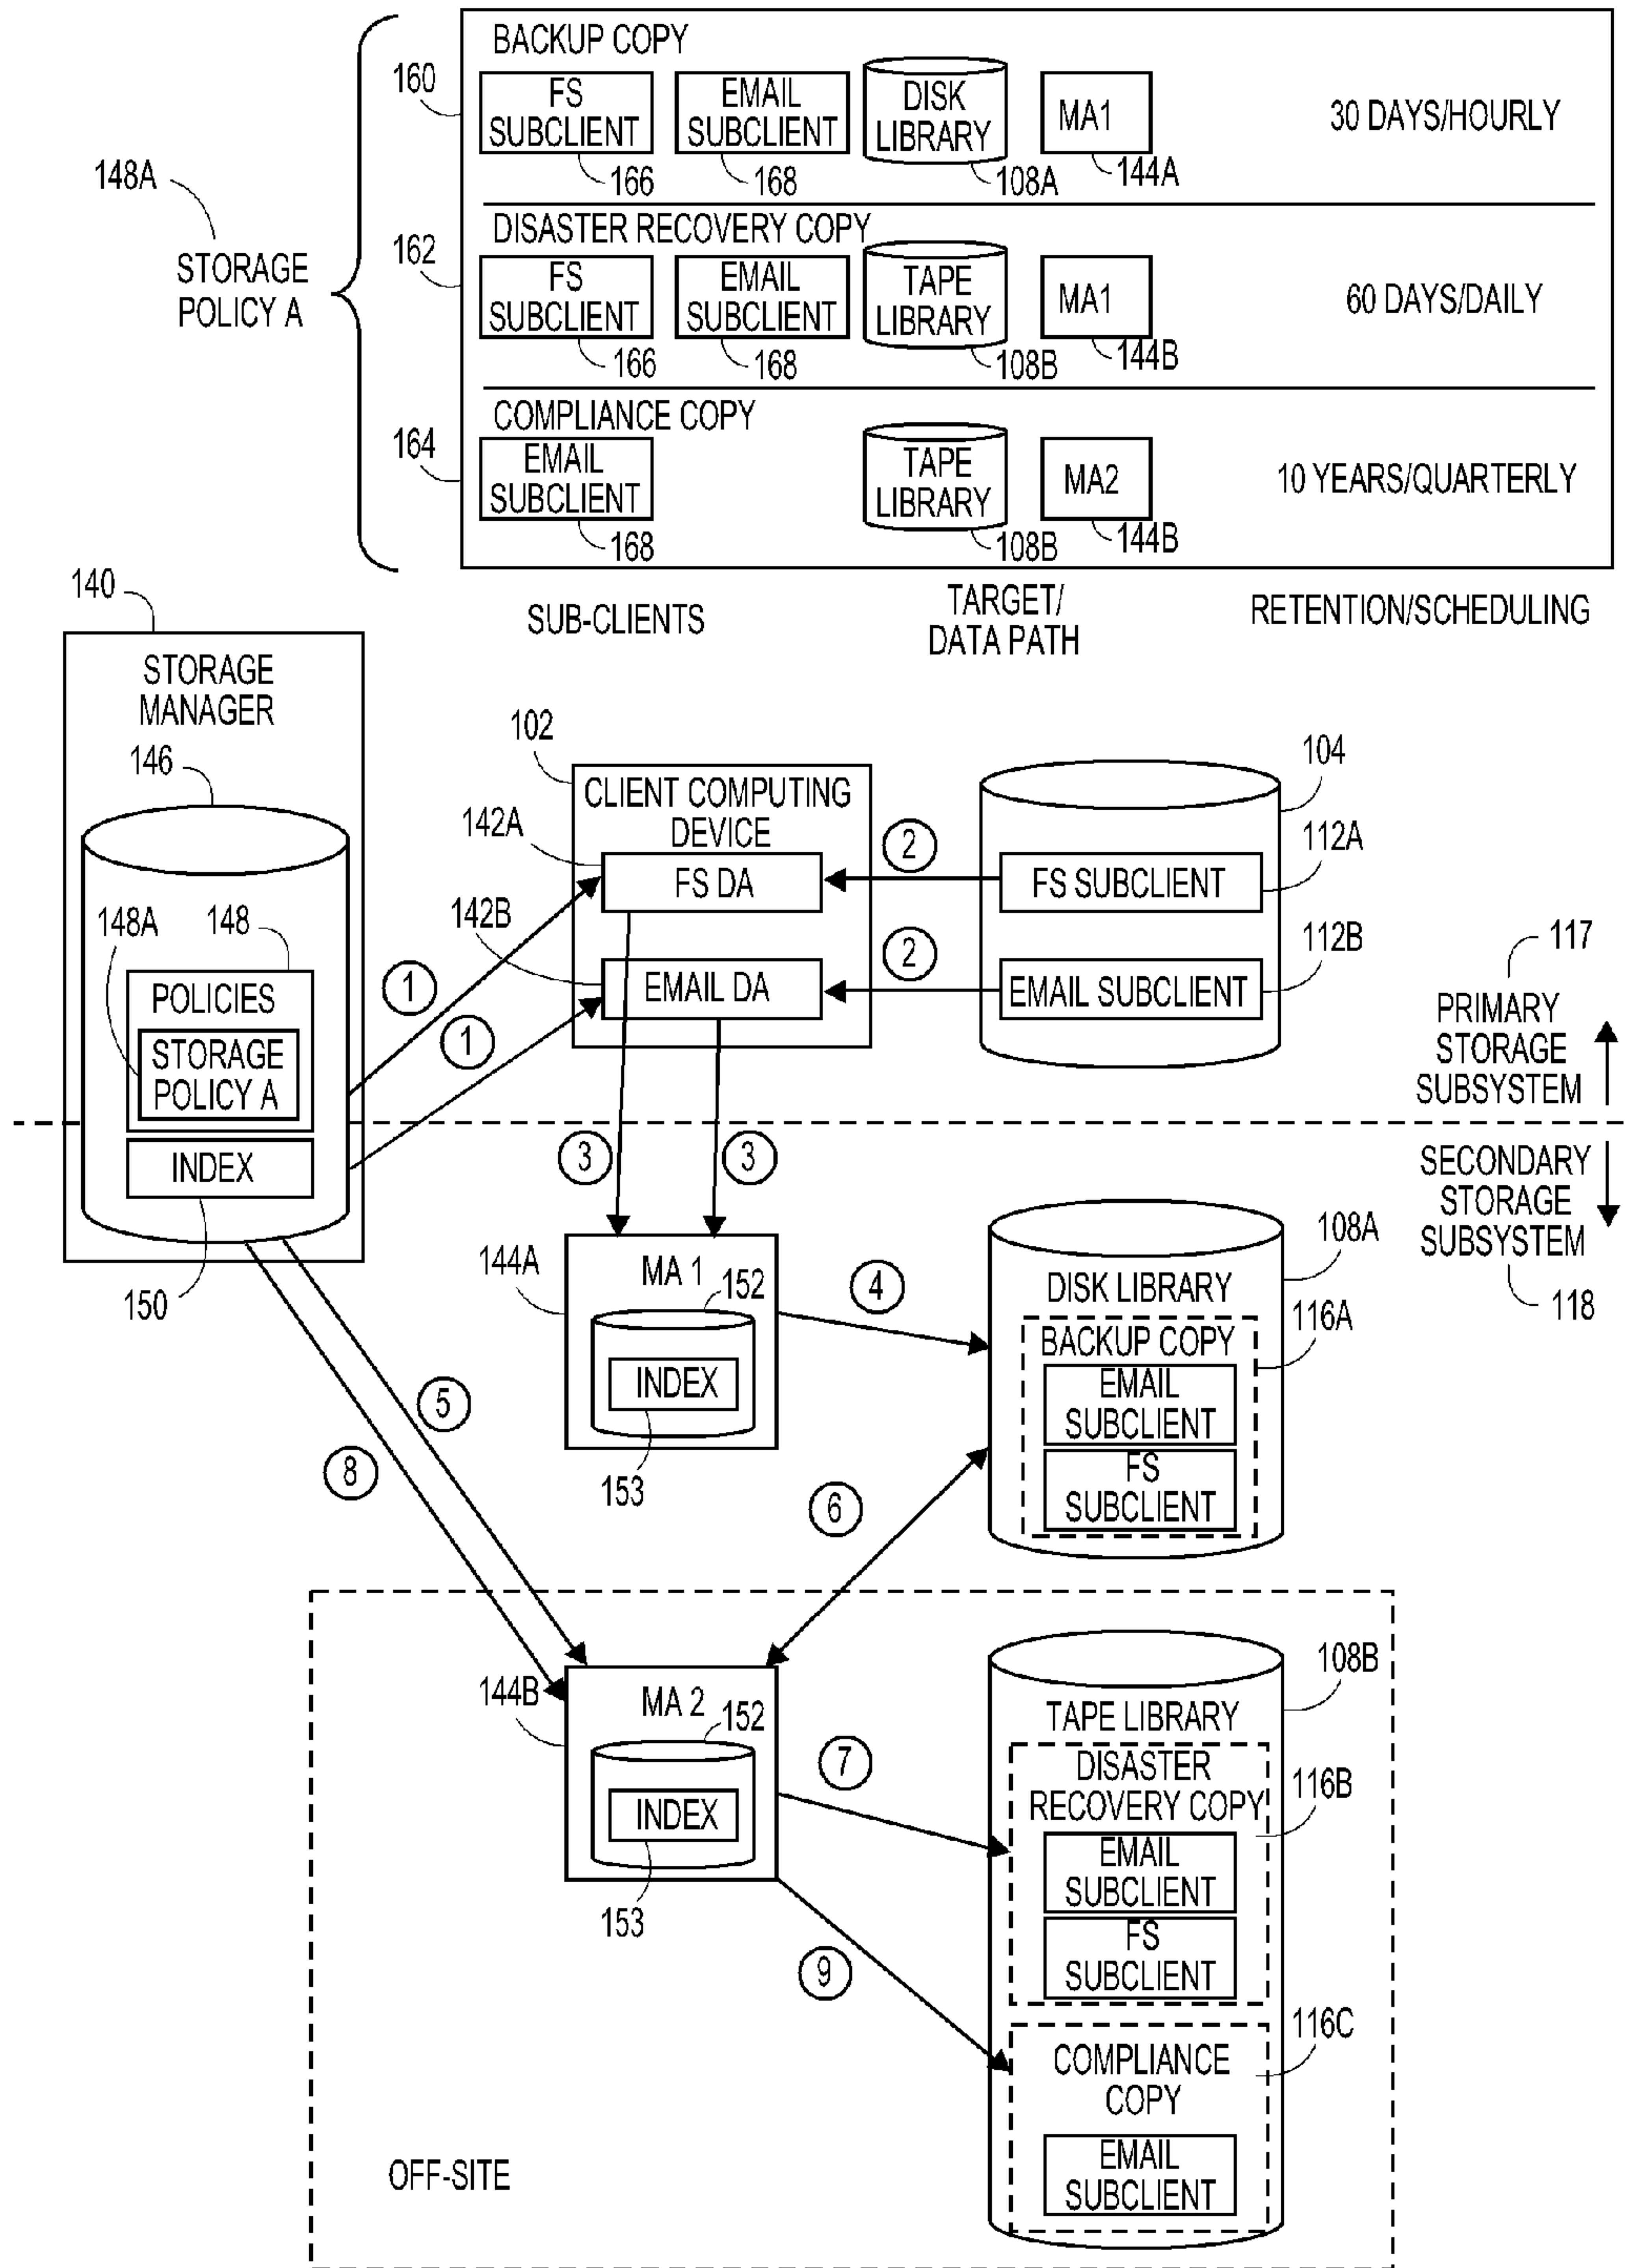 BACKUP COPY
160
FS
SUBCLIENT
166
EMAIL
SUBCLIENT
168
DISK
LIBRARY
108A
MA1
144A
30 DAYS/HOURLY
148A
STORAGE
POLICY A
DISASTER RECOVERY COPY
162
FS
SUBCLIENT
166
EMAIL
SUBCLIENT
168
TAPE
LIBRARY
108B
MA1
144B
60 DAYS/DAILY
COMPLIANCE COPY
164
EMAIL
SUBCLIENT
168
TAPE
LIBRARY
108B
MA2
144B
10 YEARS/QUARTERLY
SUB-CLIENTS
TARGET/
DATA PATH
RETENTION/SCHEDULING
140
STORAGE
MANAGER
146
148A
148
POLICIES
STORAGE
POLICY A
INDEX
150
1
1
102
CLIENT COMPUTING
DEVICE
142A
FS DA
142B
EMAIL DA
2
2
104
FS SUBCLIENT
112A
EMAIL SUBCLIENT
112B
117
PRIMARY
STORAGE
SUBSYSTEM
SECONDARY
STORAGE
SUBSYSTEM
118
3
3
144A
MA 1
152
INDEX
153
4
108A
DISK LIBRARY
116A
BACKUP COPY
EMAIL
SUBCLIENT
FS
SUBCLIENT
5
8
6
144B
MA 2
152
INDEX
153
7
9
108B
TAPE LIBRARY
DISASTER
RECOVERY COPY
116B
EMAIL
SUBCLIENT
FS
SUBCLIENT
116C
COMPLIANCE
COPY
EMAIL
SUBCLIENT
OFF-SITE